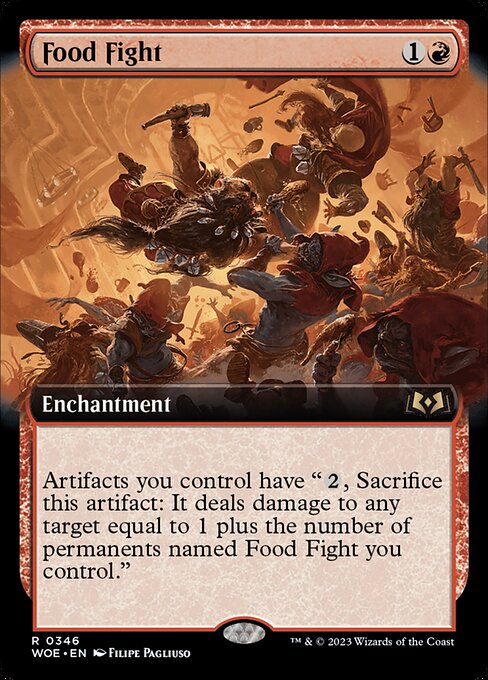 Food Fight 1
Enchantment
Artifacts you control have “2, Sacrifice
this artifact: It deals damage to any
target equal to 1 plus the number of
permanents named Food Fight you
control.”
R 0346
WOE • EN Filipe Pagliuso
™ & © 2023 Wizards of the Coast